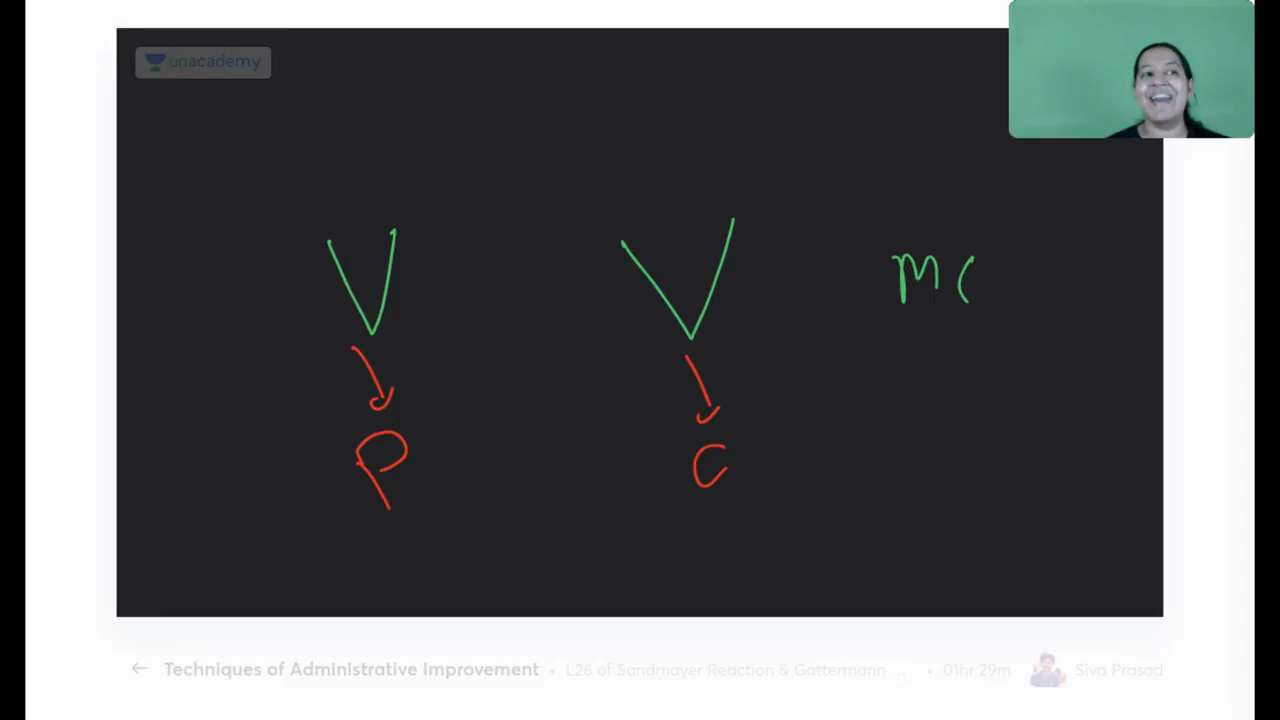 unacademy
V V MC
P C
Techniques of Administrative Improvement • L26 of Sandmayer Reaction & Gattermann ... • 01hr 29m Siva Prasad